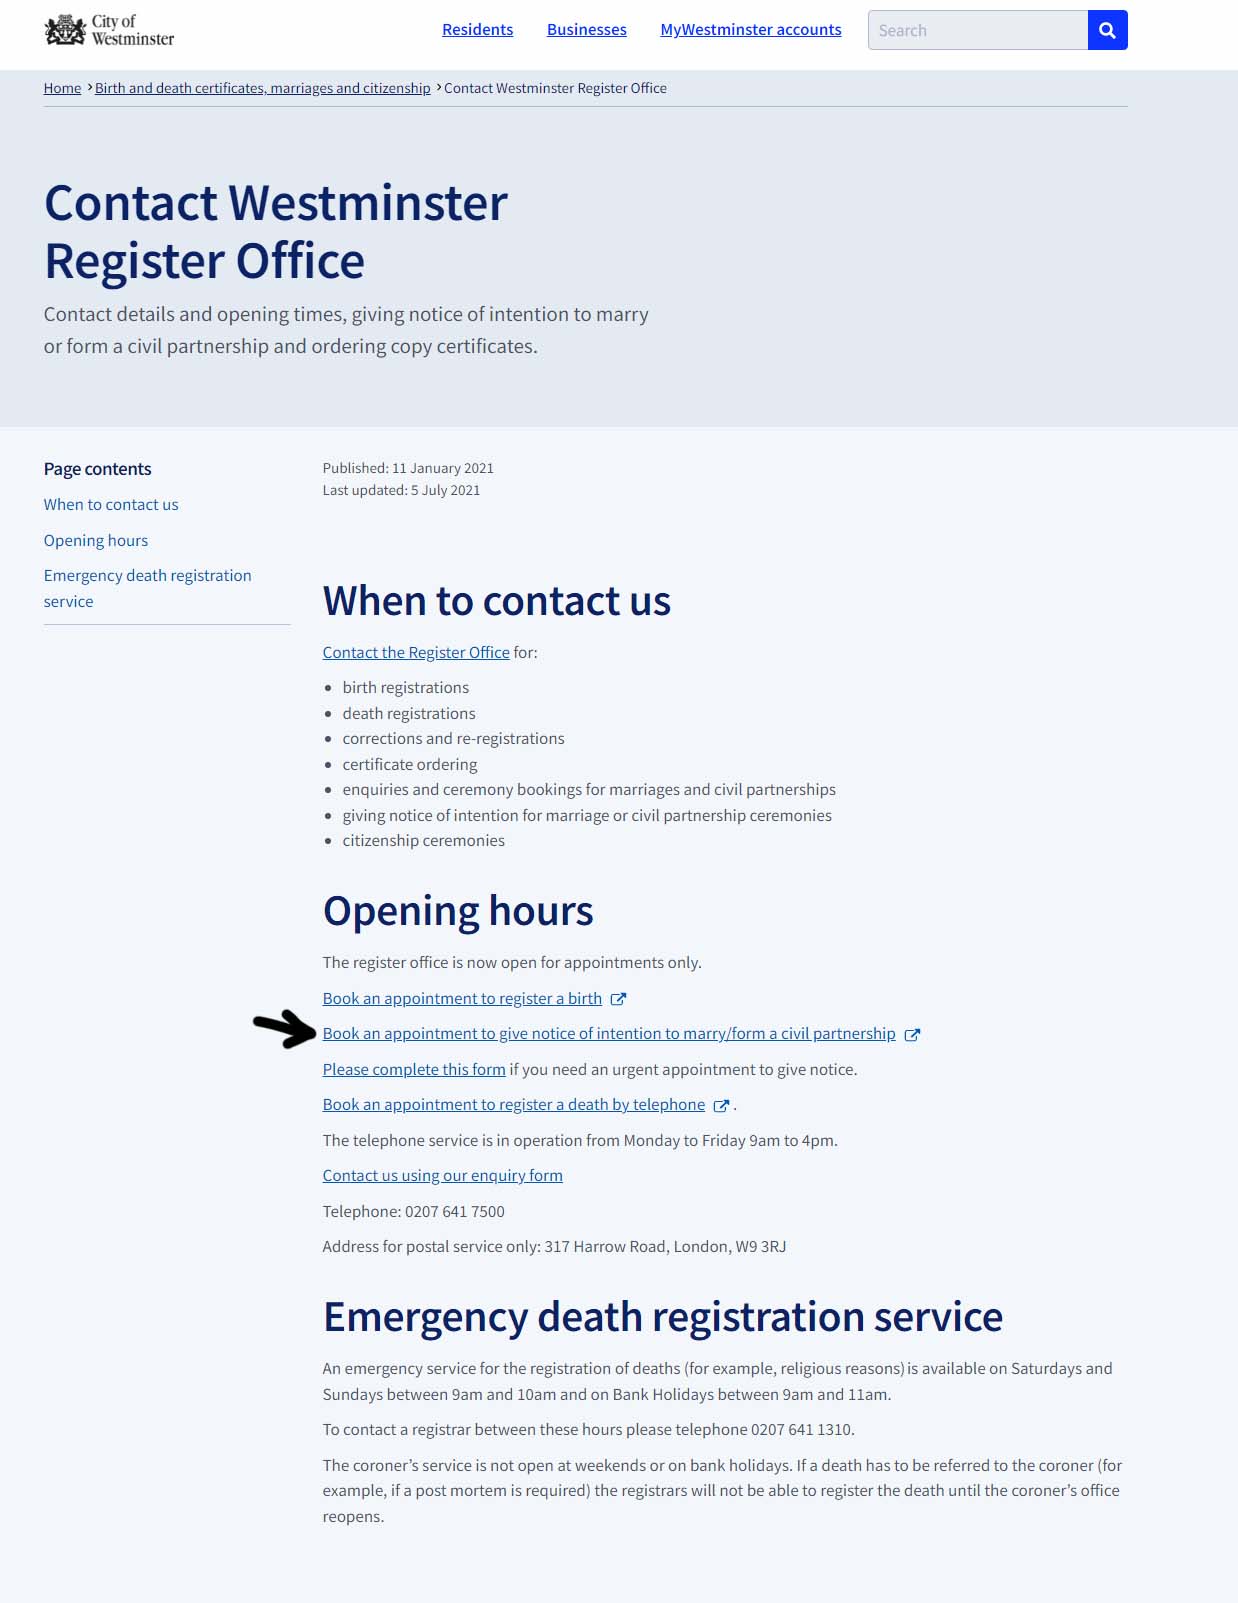 City of
Westminster
Residents
Businesses
MyWestminster accounts
Search
Home > Birth and death certificates, marriages and citizenship > Contact Westminster Register Office
Contact Westminster
Register Office
Contact details and opening times, giving notice of intention to marry
or form a civil partnership and ordering copy certificates.
Page contents
When to contact us
Opening hours
Emergency death registration
service
Published: 11 January 2021
Last updated: 5 July 2021
When to contact us
Contact the Register Office for:
• birth registrations
• death registrations
• corrections and re-registrations
• certificate ordering
• enquiries and ceremony bookings for marriages and civil partnerships
• giving notice of intention for marriage or civil partnership ceremonies
• citizenship ceremonies
Opening hours
The register office is now open for appointments only.
Book an appointment to register a birth
Book an appointment to give notice of intention to marry/form a civil partnership
Please complete this form if you need an urgent appointment to give notice.
Book an appointment to register a death by telephone .
The telephone service is in operation from Monday to Friday 9am to 4pm.
Contact us using our enquiry form
Telephone: 0207 641 7500
Address for postal service only: 317 Harrow Road, London, W9 3RJ
Emergency death registration service
An emergency service for the registration of deaths (for example, religious reasons) is available on Saturdays and
Sundays between 9am and 10am and on Bank Holidays between 9am and 11am.
To contact a registrar between these hours please telephone 0207 641 1310.
The coroner’s service is not open at weekends or on bank holidays. If a death has to be referred to the coroner (for
example, if a post mortem is required) the registrars will not be able to register the death until the coroner’s office
reopens.